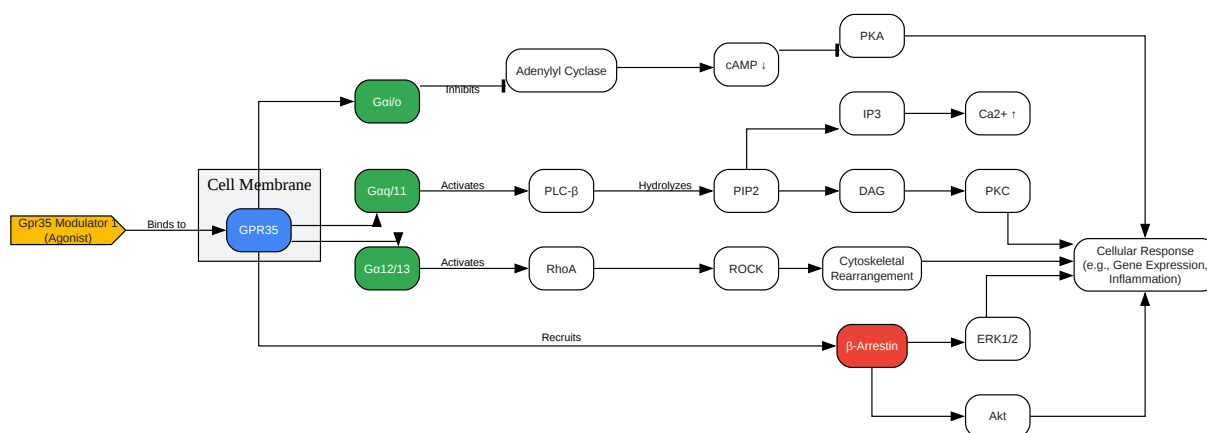 PKA
Adenylyl Cyclase
cAMP ↓
Inhibits
Gαi/o
IP3
Ca2+ ↑
Cell Membrane
Gαq/11
Activates
PLC-β
Hydrolyzes
PIP2
DAG
PKC
Gpr35 Modulator 1
(Agonist)
Binds to
GPR35
Gα12/13
Activates
RhoA
ROCK
Cytoskeletal
Rearrangement
Cellular Response
(e.g., Gene Expression,
Inflammation)
Recruits
β-Arrestin
ERK1/2
Akt